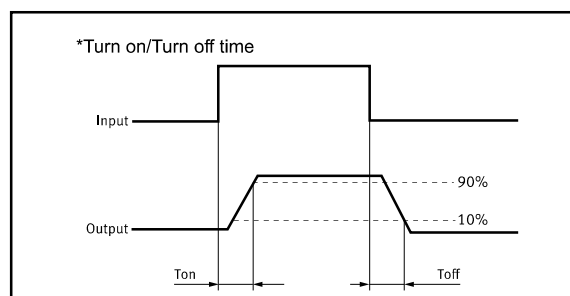 *Turn on/Turn off time
Input
90%
10%
Output
Ton
Toff